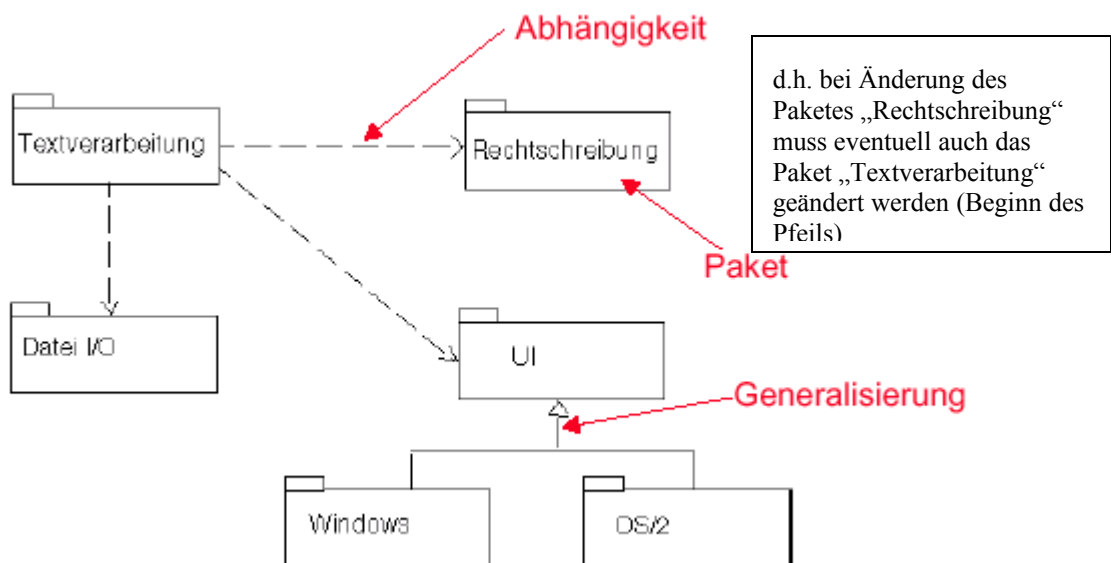 Abhängigkeit
d.h. bei Änderung des
Paketes „Rechtschreibung“
muss eventuell auch das
Paket „Textverarbeitung“
geändert werden (Beginn des
Pfeils)
Textverarbeitung
Rechtschreibung
Paket
Datei I/O
UI
Generalisierung
Windows
OS/2